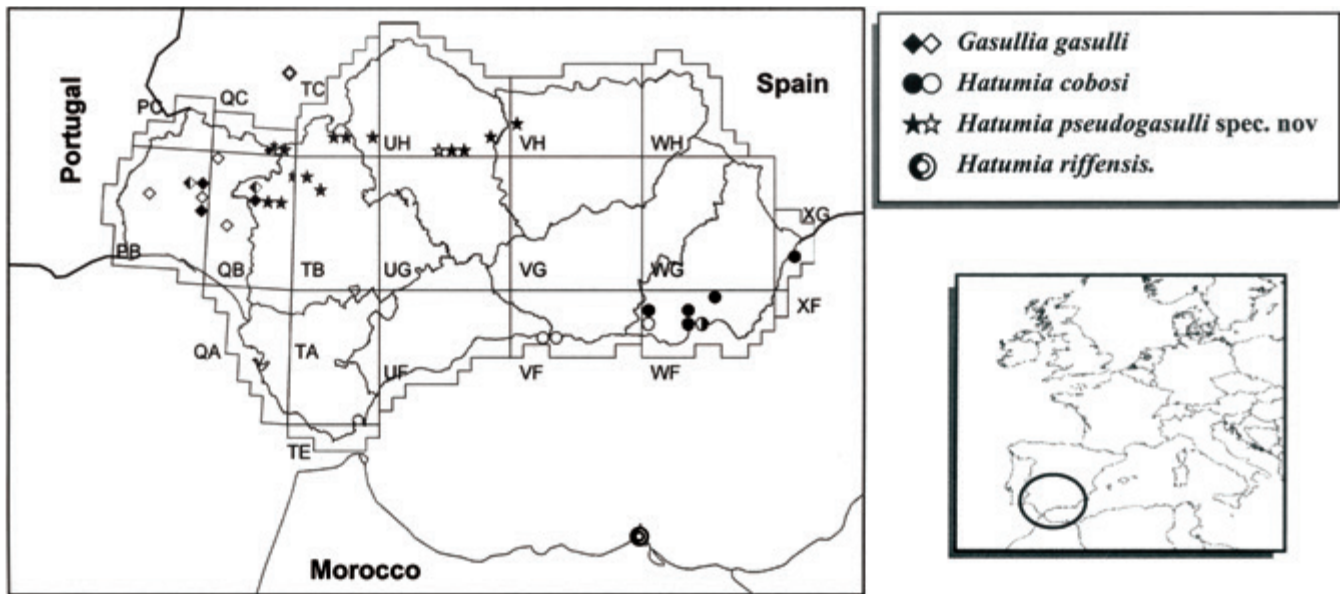 TC
Spain
QC
PC
Portugal
UH
VH
WH
XG
PB
QB
TB
UG
VG
WG
XF
QA
TA
UF
VF
WF
TE
Morocco
Gasullia gasulli
Hatumia cobosi
Hatumia pseudogasulli spec. nov
Hatumia riffensis.